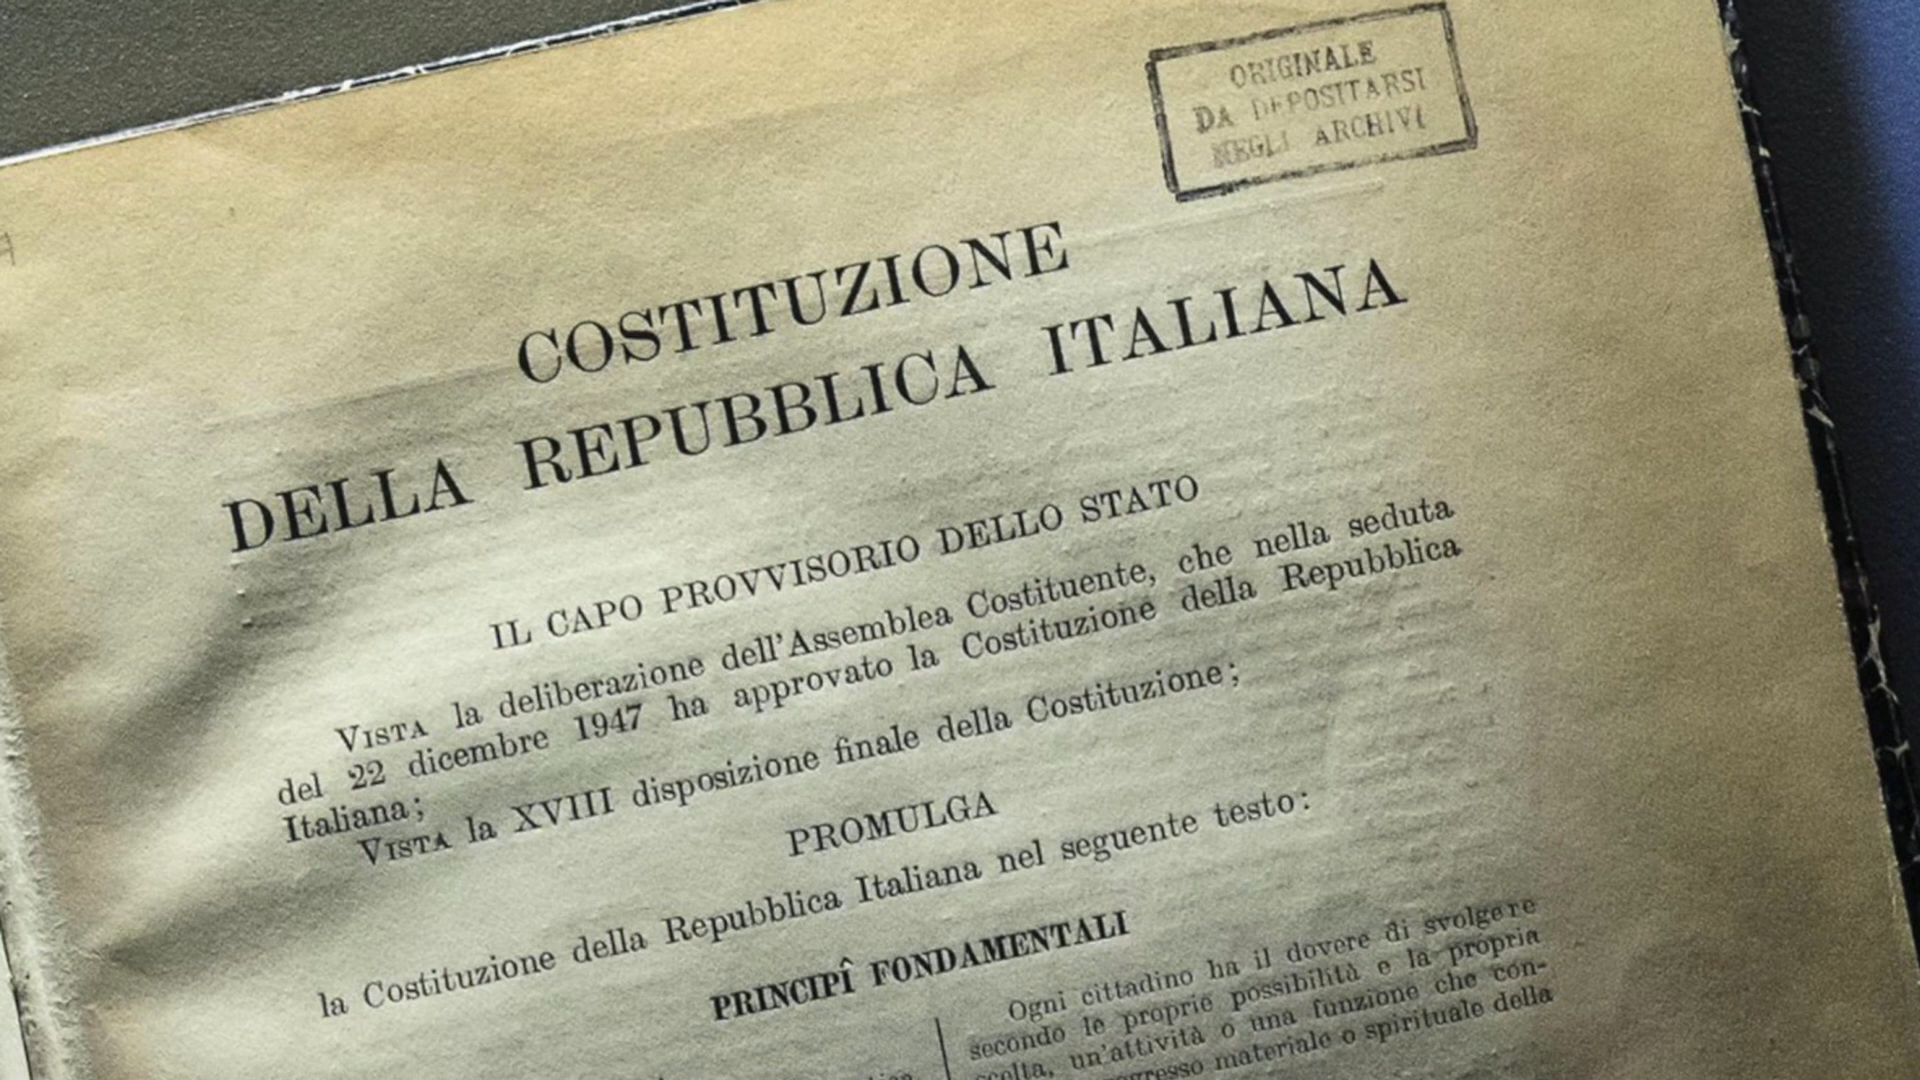 ORIGINALE
DA DEPOSITARSI
NEGLI ARCHIVI
COSTITUZIONE
DELLA REPUBBLICA ITALIANA
IL CAPO PROVVISORIO DELLO STATO
VISTA la deliberazione dell'Assemblea Costituente, che nella seduta
del 22 dicembre 1947 ha approvato la Costituzione della Repubblica
Italiana;
VISTA la XVIII disposizione finale della Costituzione;
PROMULGA
la Costituzione della Repubblica Italiana nel seguente testo:
PRINCIPÎ FONDAMENTALI
Ogni cittadino ha il dovere di svolgere
secondo le proprie possibilità e la propria
scelta, un'attività o una funzione che con-
materiale o spirituale della